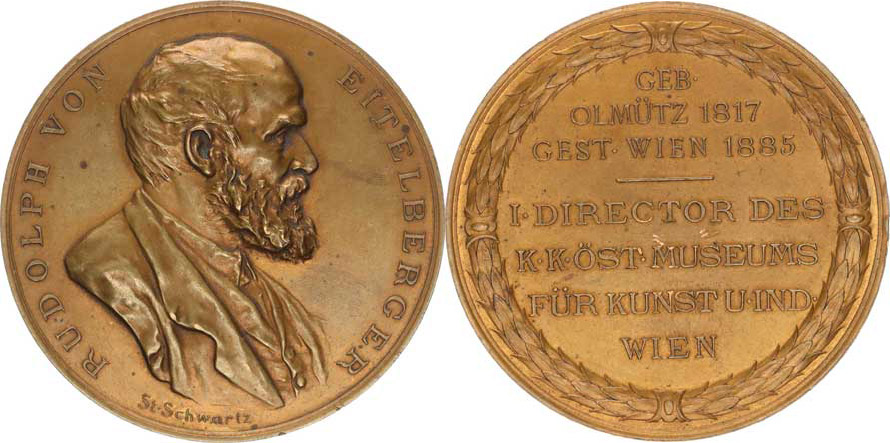 RUDOLPH VON EITELBERGER
St·Schwartz
GEB·
OLMÜTZ 1817
GEST· WIEN 1885
I· DIRECTOR DES
K·K·ÖST· MUSEUMS
FÜR KUNST U·IND·
WIEN